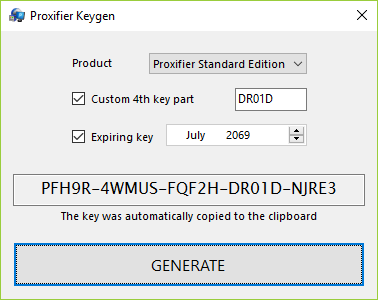 Proxifier Keygen
Product Proxifier Standard Edition
Custom 4th key part DR01D
Expiring key July 2069
PFH9R-4WMUS-FQF2H-DR01D-NJRE3
The key was automatically copied to the clipboard
GENERATE